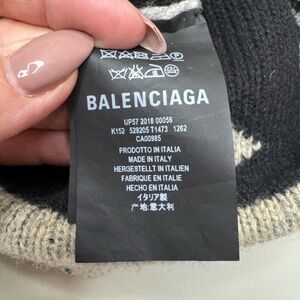 BALENCIAGA
UP57 2018 00056
K152 529205 T1473 1262
CA00985
PRODOTTO IN ITALIA
MADE IN ITALY
HERGESTELLT IN ITALIEN
FABRIQUE EN ITALIE
HECHO EN ITALIA
イタリア製
产地:意大利